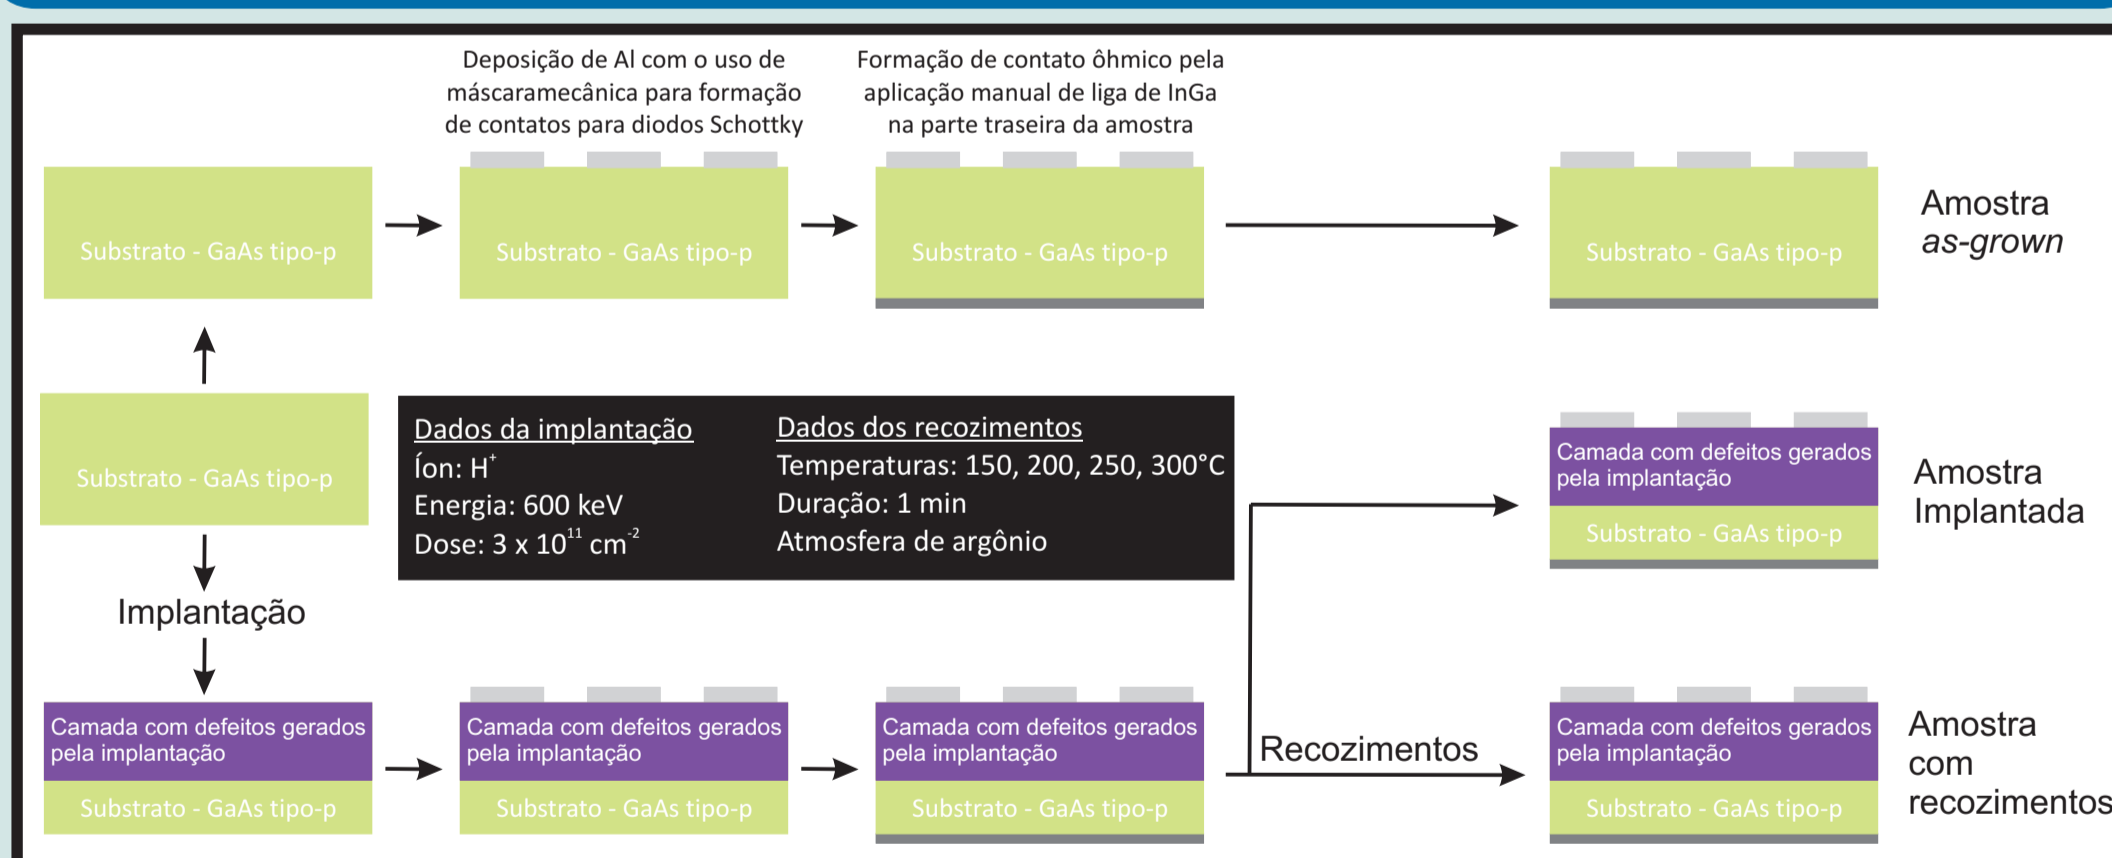 Deposição de Al com o uso de
máscaramecânica para formação
de contatos para diodos Schottky
Formação de contato ôhmico pela
aplicação manual de liga de InGa
na parte traseira da amostra
Substrato - GaAs tipo-p
Substrato - GaAs tipo-p
Substrato - GaAs tipo-p
Substrato - GaAs tipo-p
Amostra
as-grown
Substrato - GaAs tipo-p
Dados da implantação
Íon: H⁺
Energia: 600 keV
Dose: 3 x 10¹¹ cm⁻²
Dados dos recozimentos
Temperaturas: 150, 200, 250, 300°C
Duração: 1 min
Atmosfera de argônio
Camada com defeitos gerados
pela implantação
Substrato - GaAs tipo-p
Amostra
Implantada
Implantação
Camada com defeitos gerados
pela implantação
Substrato - GaAs tipo-p
Camada com defeitos gerados
pela implantação
Substrato - GaAs tipo-p
Camada com defeitos gerados
pela implantação
Substrato - GaAs tipo-p
Recozimentos
Camada com defeitos gerados
pela implantação
Substrato - GaAs tipo-p
Amostra
com
recozimentos